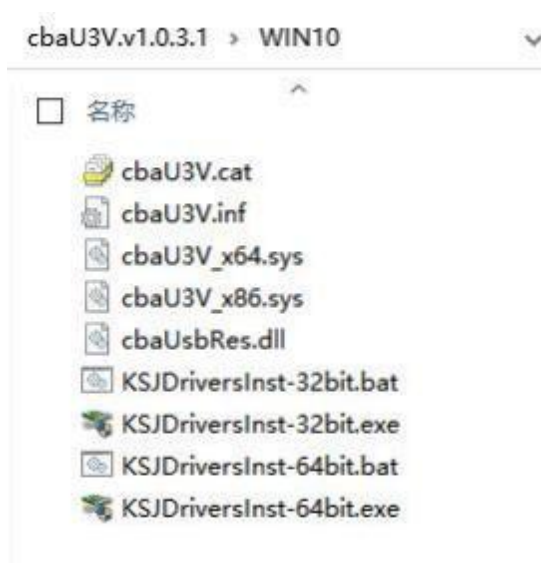 cbaU3V.v1.0.3.1 › WIN10
名称
cbaU3V.cat
cbaU3V.inf
cbaU3V_x64.sys
cbaU3V_x86.sys
cbaUsbRes.dll
KSJDriversInst-32bit.bat
KSJDriversInst-32bit.exe
KSJDriversInst-64bit.bat
KSJDriversInst-64bit.exe